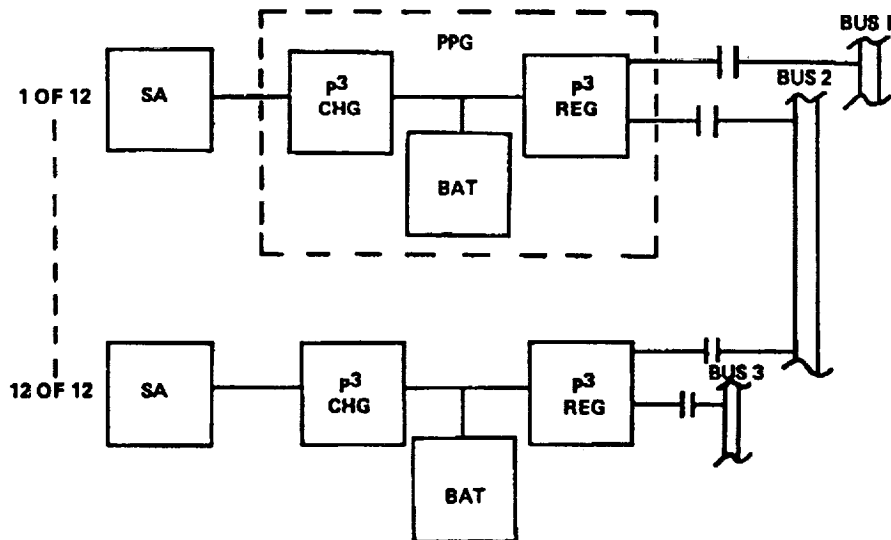 PPG
BUS 1
BUS 2
1 OF 12
SA
p3
CHG
p3
REG
BAT
12 OF 12
SA
p3
CHG
p3
REG
BUS 3
BAT